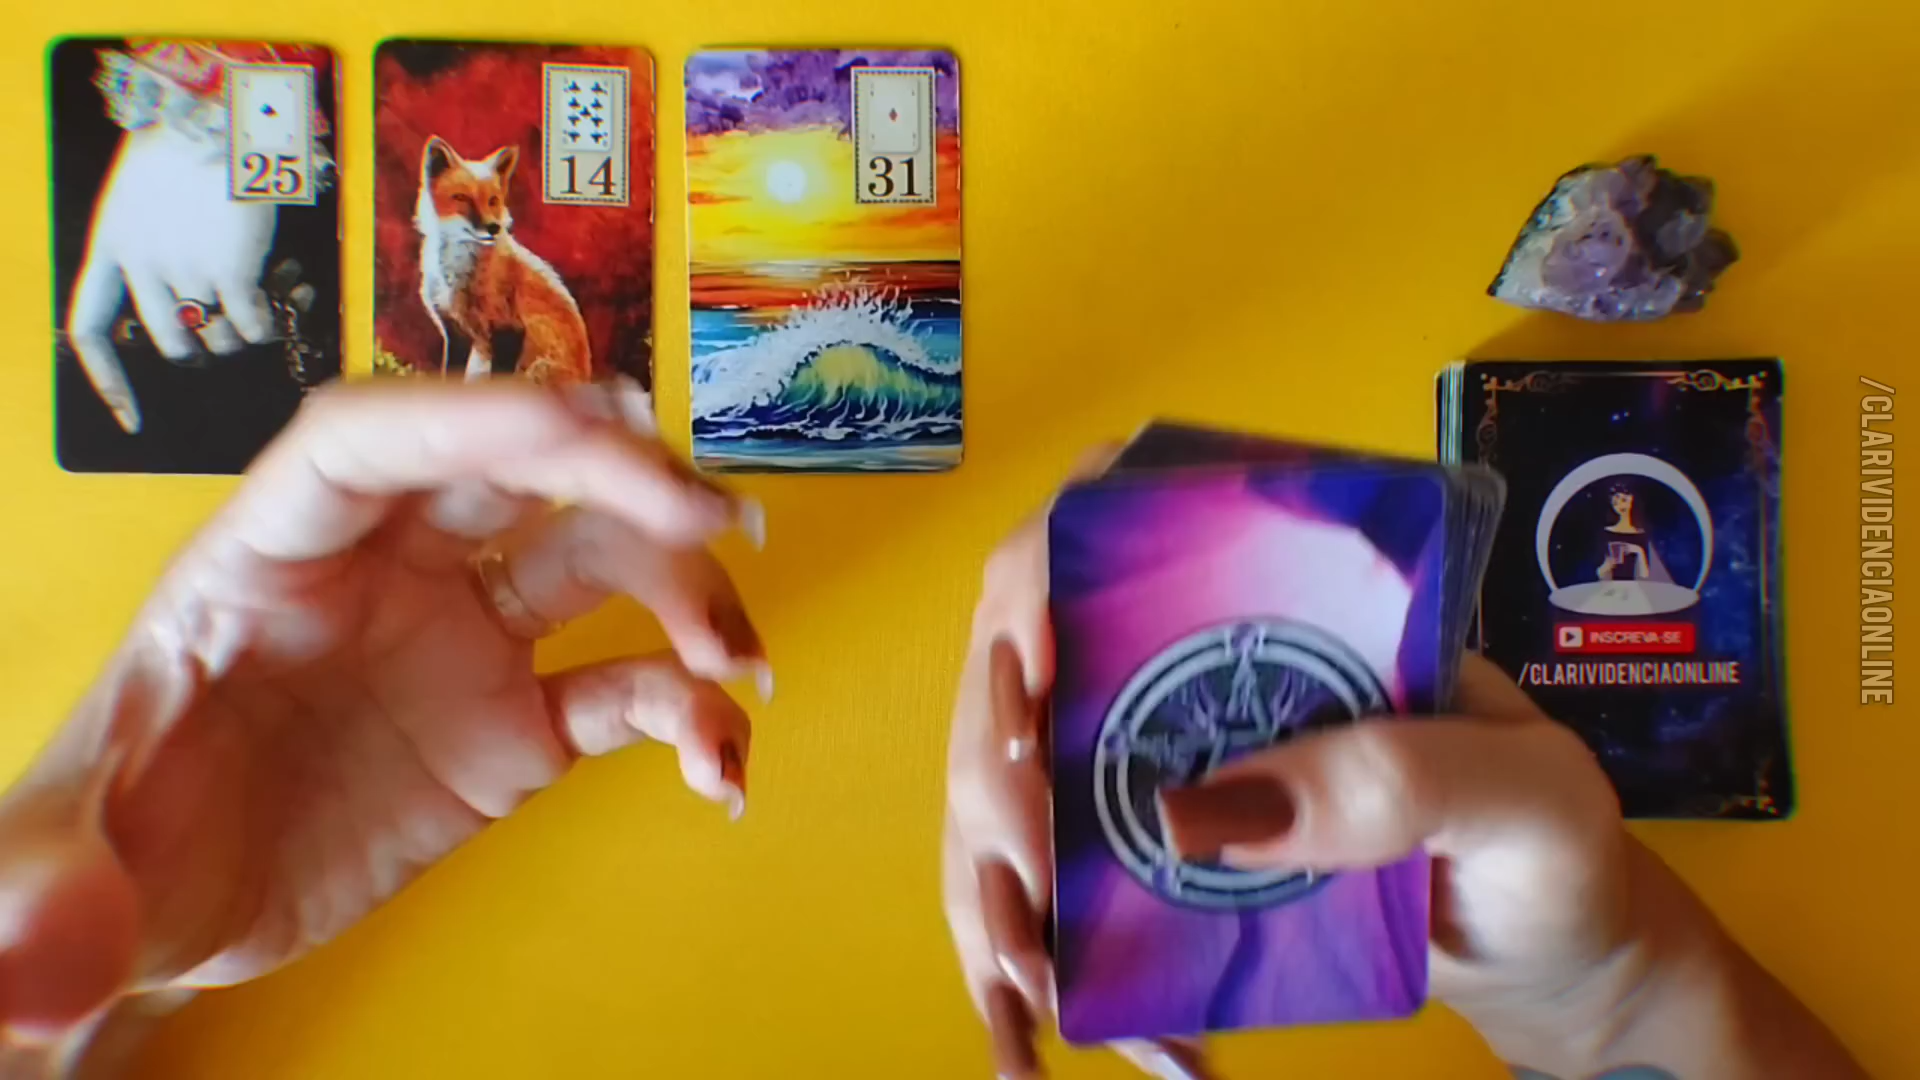 25
14
31
INSCREVA-SE
/CLARIVIDENCIAONLINE
/CLARIVIDENCIAONLINE